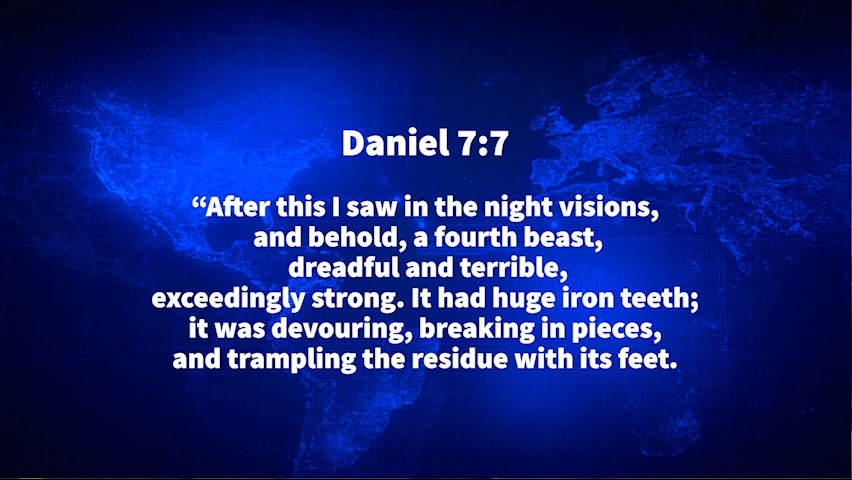 Daniel 7:7
“After this I saw in the night visions,
and behold, a fourth beast,
dreadful and terrible,
exceedingly strong. It had huge iron teeth;
it was devouring, breaking in pieces,
and trampling the residue with its feet.